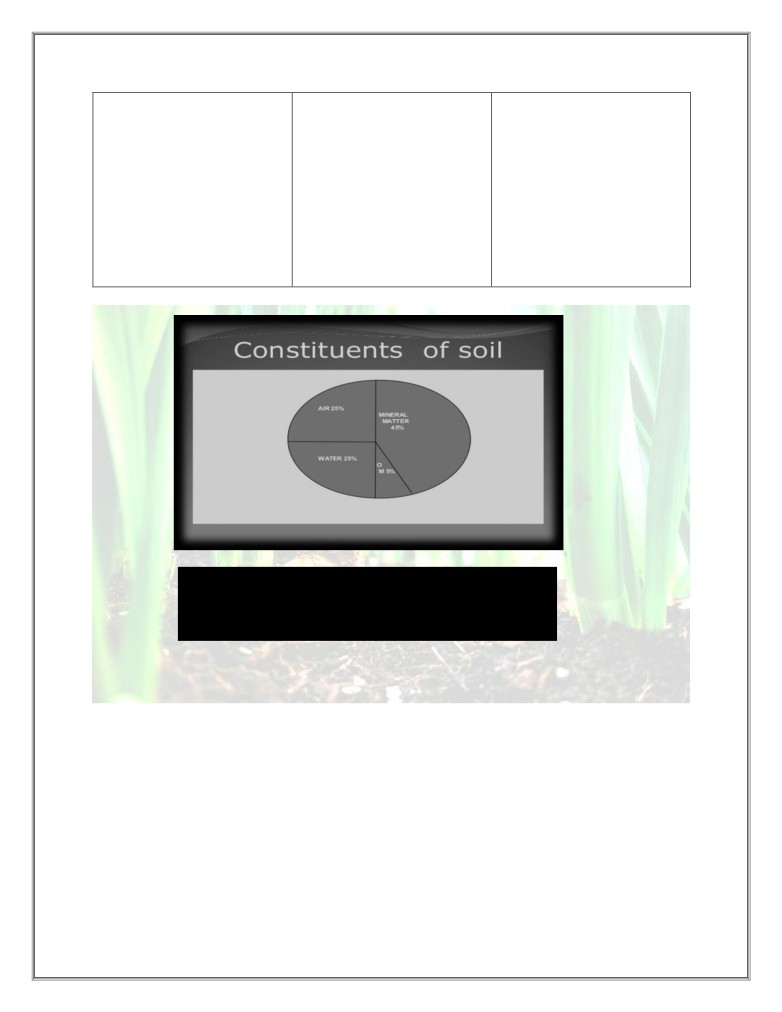 Constituents of soil
AIR 25%
MINERAL
MATTER
45%
WATER 25%
O
M 5%